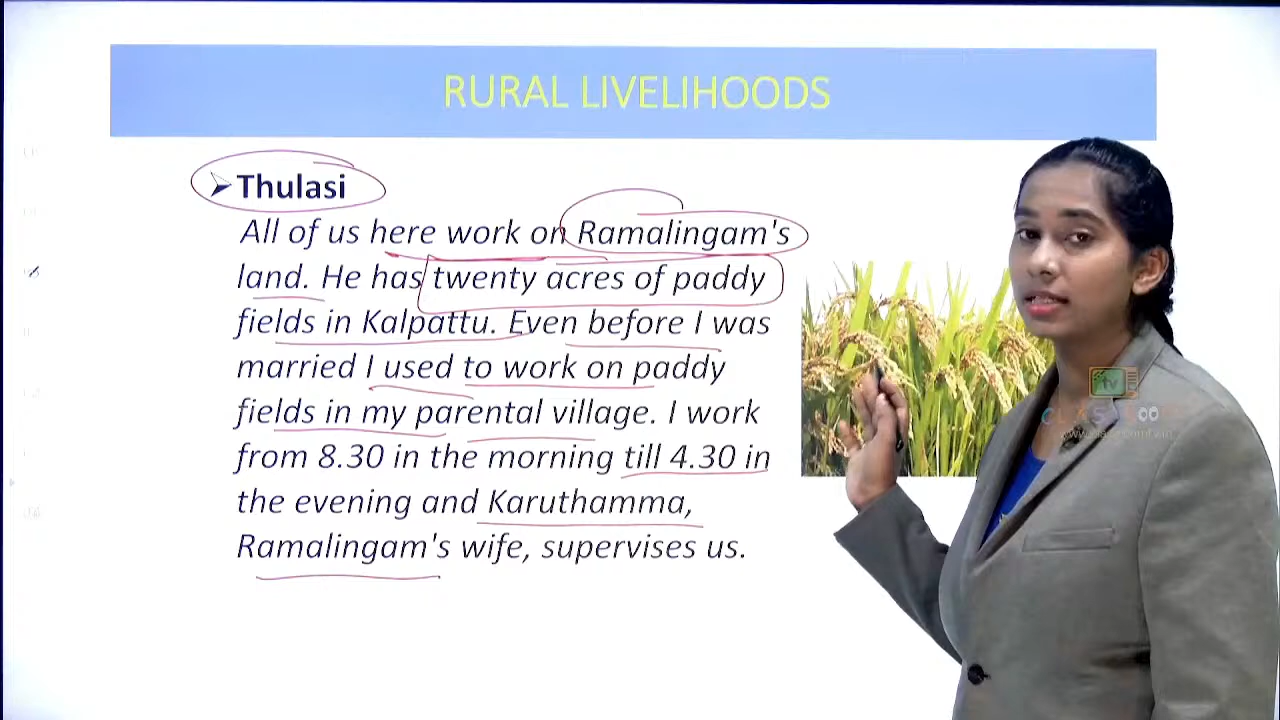 RURAL LIVELIHOODS
➢Thulasi
All of us here work on Ramalingam's
land. He has twenty acres of paddy
fields in Kalpattu. Even before I was
married I used to work on paddy
fields in my parental village. I work
from 8.30 in the morning till 4.30 in
the evening and Karuthamma,
Ramalingam's wife, supervises us.
tv